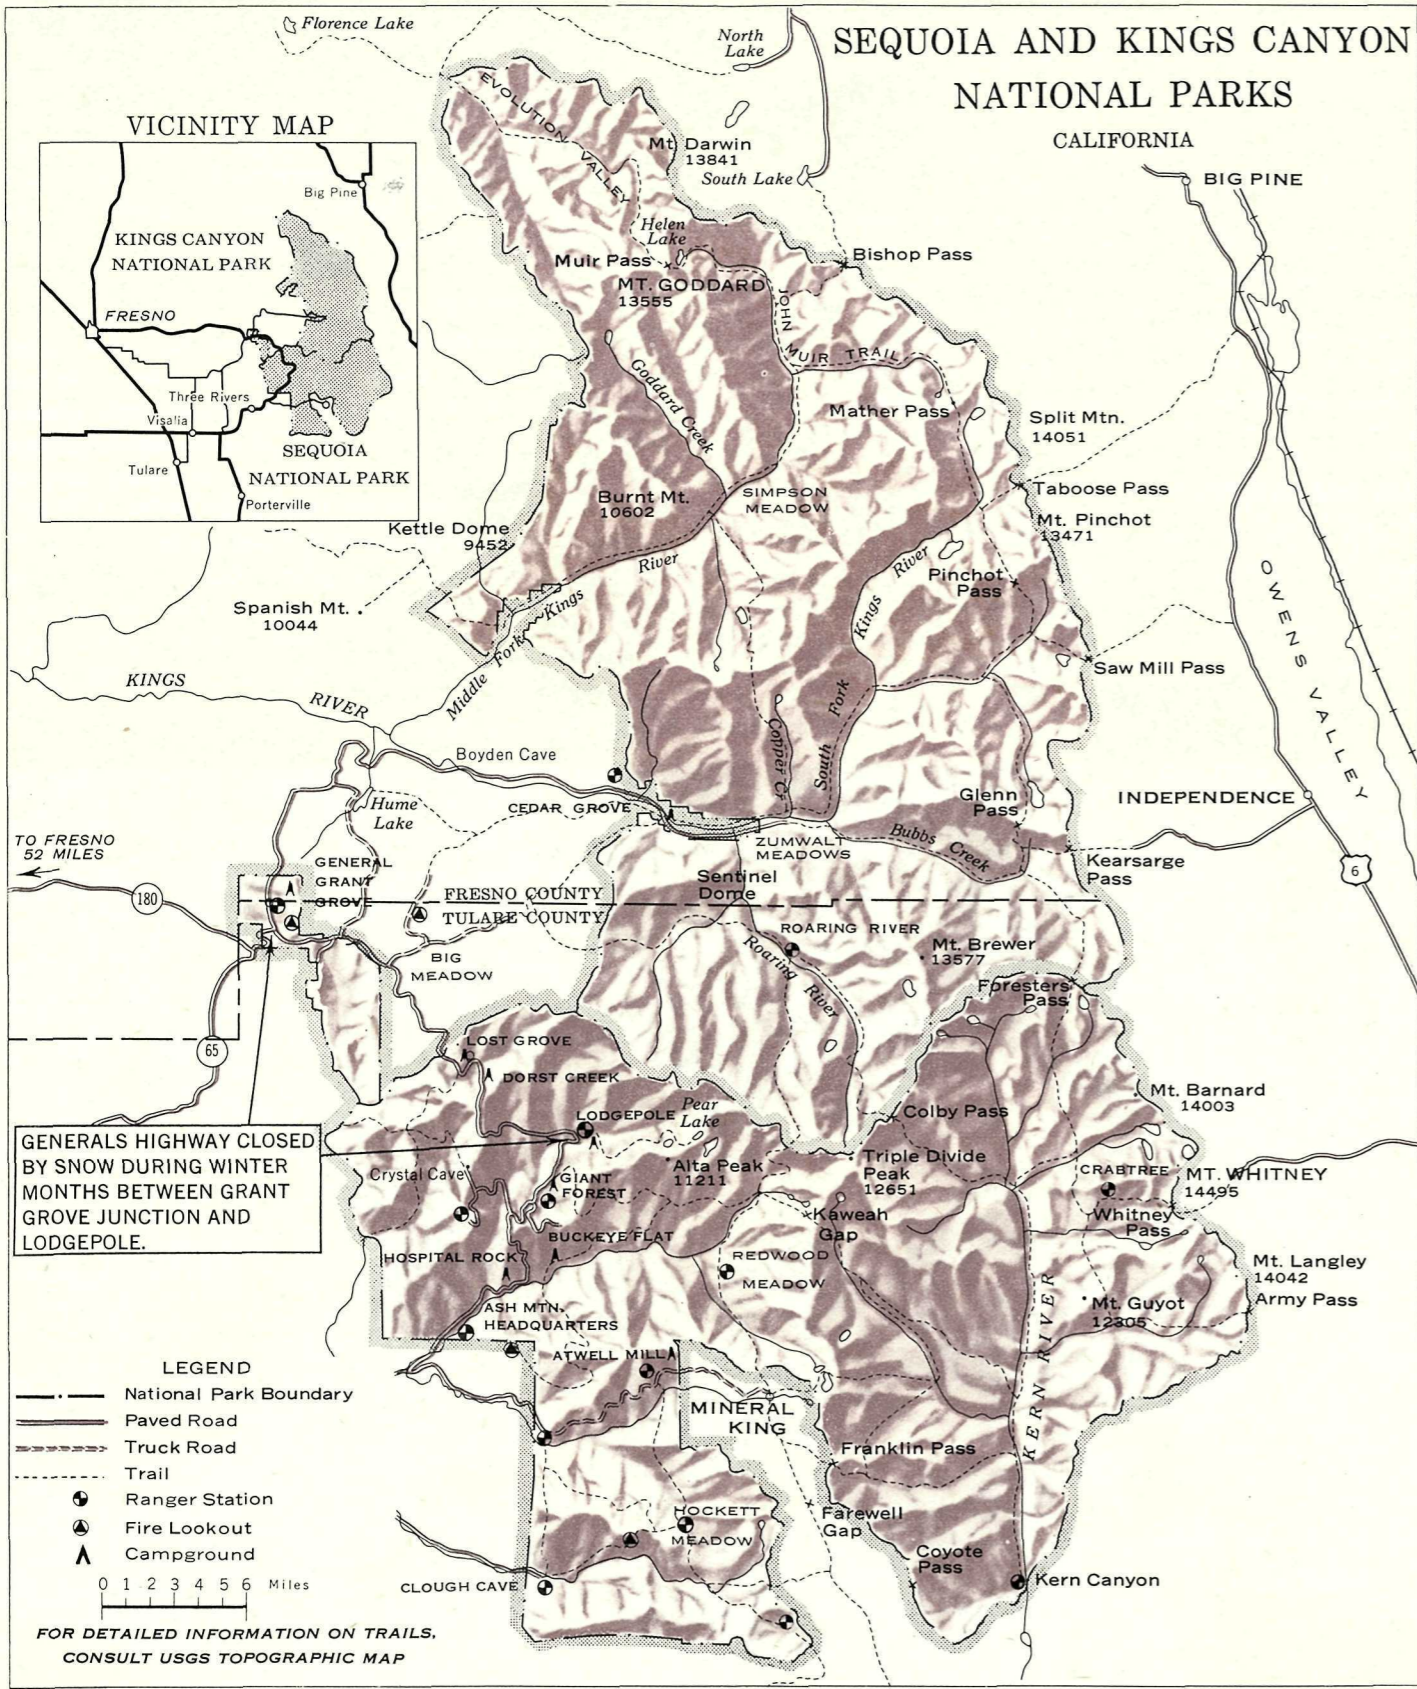 SEQUOIA AND KINGS CANYON
NATIONAL PARKS
CALIFORNIA
Florence Lake
North
Lake
VICINITY MAP
Big Pine
KINGS CANYON
NATIONAL PARK
FRESNO
Three Rivers
Visalia
SEQUOIA
NATIONAL PARK
Tulare
Porterville
EVOLUTION VALLEY
Mt. Darwin
13841
South Lake
BIG PINE
Helen
Lake
Muir Pass
Bishop Pass
MT. GODDARD
13555
JOHN MUIR TRAIL
Goddard Creek
Mather Pass
Split Mtn.
14051
Taboose Pass
Burnt Mt.
10602
SIMPSON
MEADOW
Mt. Pinchot
13471
Kettle Dome
9452
River
River
Pinchot
Pass
Spanish Mt.
10044
Middle Fork Kings
South Fork Kings
OWENS VALLEY
Saw Mill Pass
KINGS RIVER
Copper Cr
Boyden Cave
CEDAR GROVE
Hume
Lake
Glenn
Pass
INDEPENDENCE
TO FRESNO
52 MILES
Bubbs Creek
ZUMWALT
MEADOWS
Kearsarge
Pass
6
GENERAL
GRANT
GROVE
180
Sentinel
Dome
FRESNO COUNTY
TULARE COUNTY
ROARING RIVER
Roaring River
Mt. Brewer
13577
BIG
MEADOW
Foresters
Pass
65
LOST GROVE
DORST CREEK
Mt. Barnard
14003
LODGEPOLE
Pear
Lake
Colby Pass
GENERALS HIGHWAY CLOSED
BY SNOW DURING WINTER
MONTHS BETWEEN GRANT
GROVE JUNCTION AND
LODGEPOLE.
Crystal Cave
GIANT
FOREST
Alta Peak
11211
Triple Divide
Peak
12651
CRABTREE
MT. WHITNEY
14495
Whitney
Pass
Kaweah
Gap
BUCKEYE FLAT
HOSPITAL ROCK
REDWOOD
MEADOW
Mt. Langley
14042
Army Pass
Mt. Guyot
12305
ASH MTN.
HEADQUARTERS
KERN RIVER
ATWELL MILL
MINERAL
KING
Franklin Pass
Farewell
Gap
HOCKETT
MEADOW
Coyote
Pass
Kern Canyon
CLOUGH CAVE
LEGEND
National Park Boundary
Paved Road
Truck Road
Trail
Ranger Station
Fire Lookout
Campground
0 1 2 3 4 5 6 Miles
FOR DETAILED INFORMATION ON TRAILS,
CONSULT USGS TOPOGRAPHIC MAP